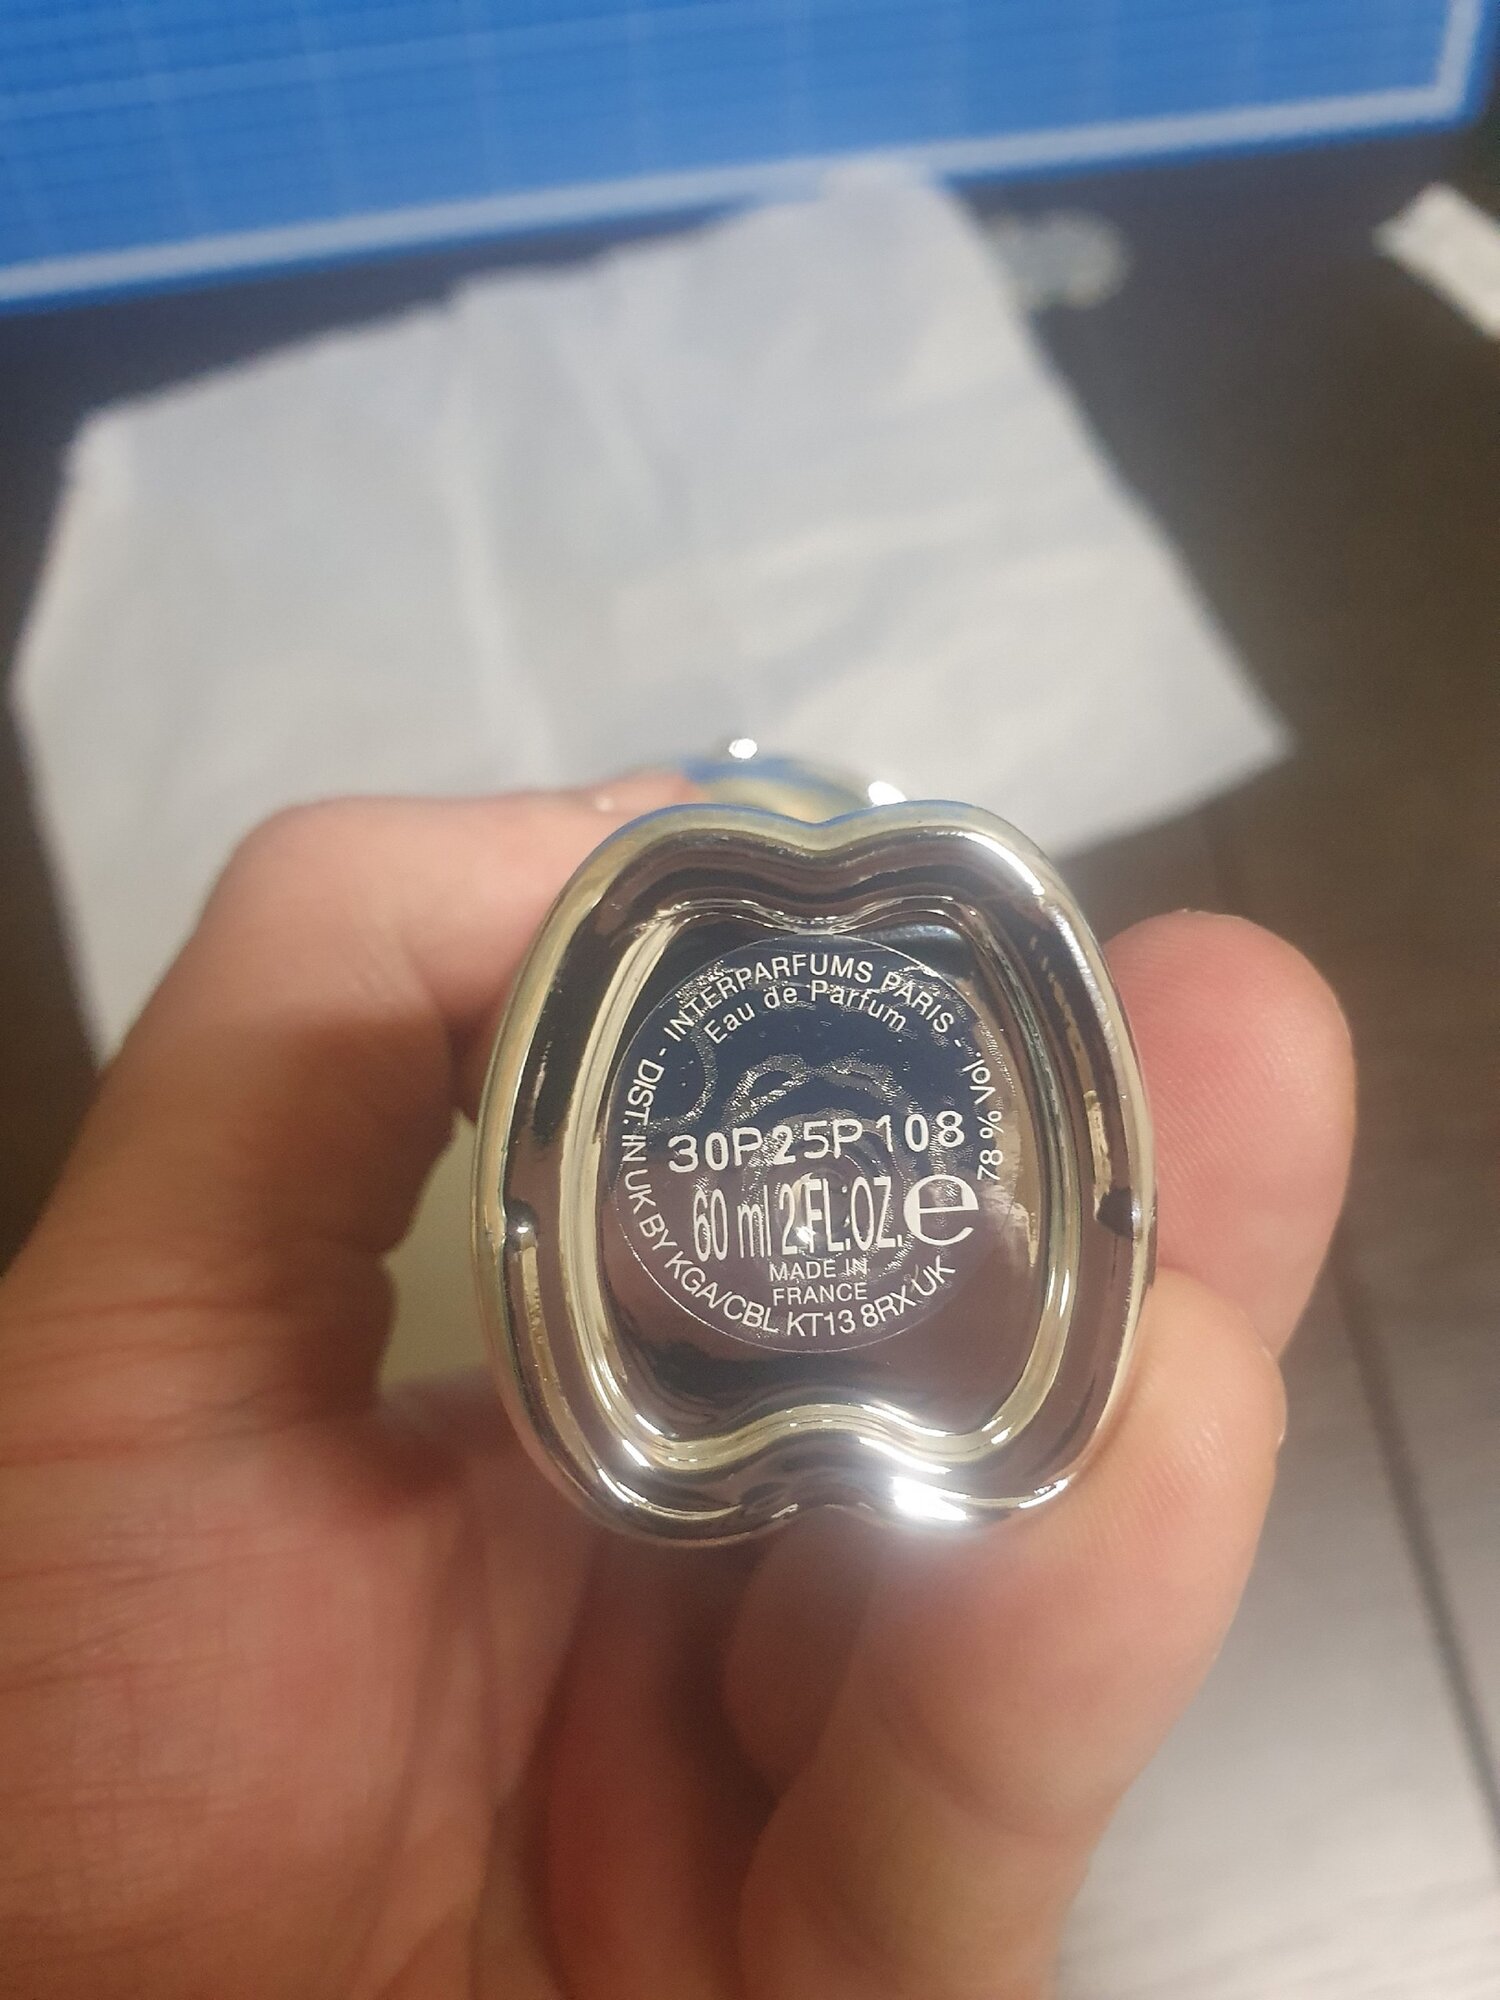 DIST. IN UK BY KGA/CBL KT13 8RX UK
- INTERPARFUMS PARIS - 78 % Vol.
Eau de Parfum
30P25P108
60 ml 2 FL.OZ. e
MADE IN
FRANCE